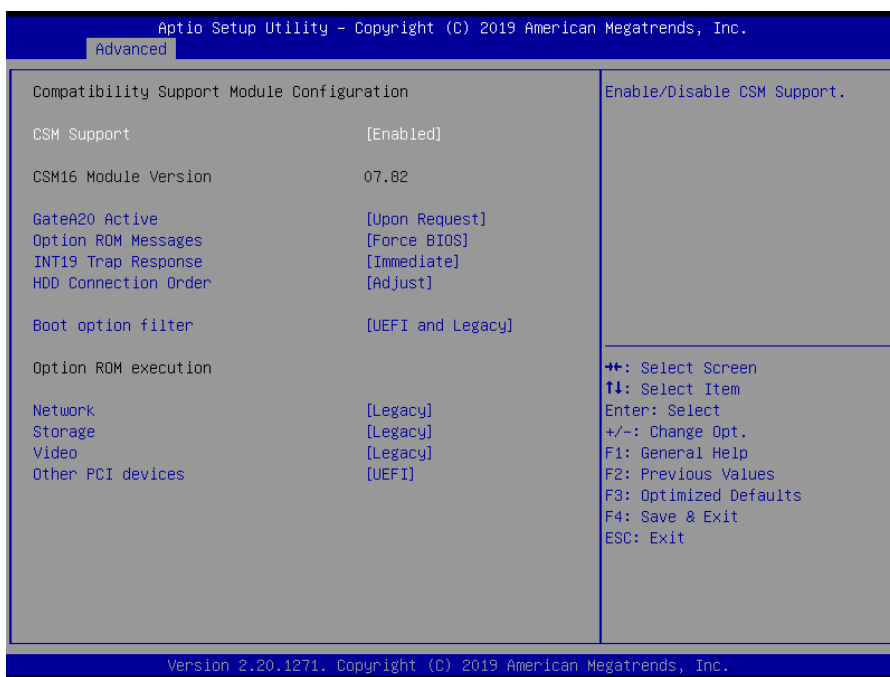 Aptio Setup Utility – Copyright (C) 2019 American Megatrends, Inc.
Advanced
Compatibility Support Module Configuration
CSM Support [Enabled]
CSM16 Module Version 07.82
GateA20 Active [Upon Request]
Option ROM Messages [Force BIOS]
INT19 Trap Response [Immediate]
HDD Connection Order [Adjust]
Boot option filter [UEFI and Legacy]
Option ROM execution
Network [Legacy]
Storage [Legacy]
Video [Legacy]
Other PCI devices [UEFI]
Enable/Disable CSM Support.
→←: Select Screen
↑↓: Select Item
Enter: Select
+/-: Change Opt.
F1: General Help
F2: Previous Values
F3: Optimized Defaults
F4: Save & Exit
ESC: Exit
Version 2.20.1271. Copyright (C) 2019 American Megatrends, Inc.